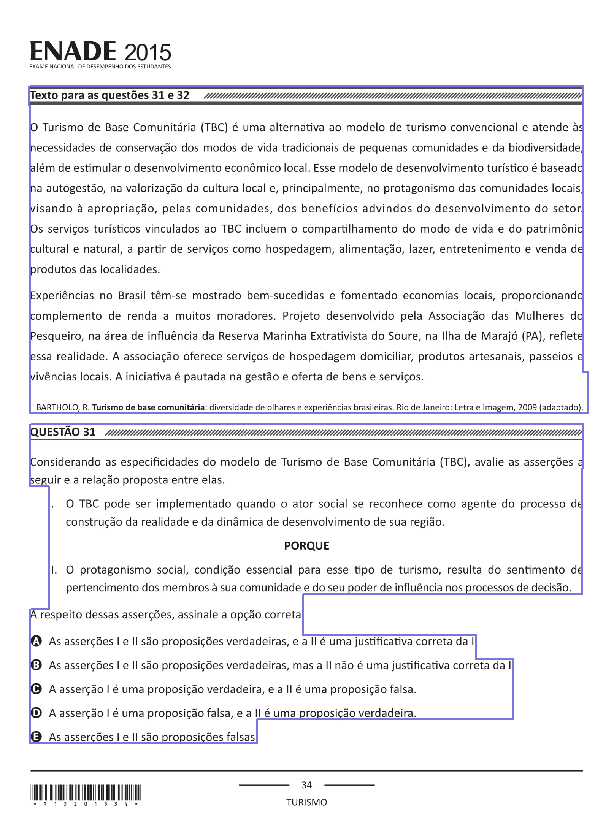 ENADE 2015
EXAME NACIONAL DE DESEMPENHO DOS ESTUDANTES
Texto para as questões 31 e 32
O Turismo de Base Comunitária (TBC) é uma alternativa ao modelo de turismo convencional e atende às
necessidades de conservação dos modos de vida tradicionais de pequenas comunidades e da biodiversidade,
além de estimular o desenvolvimento econômico local. Esse modelo de desenvolvimento turístico é baseado
na autogestão, na valorização da cultura local e, principalmente, no protagonismo das comunidades locais,
visando à apropriação, pelas comunidades, dos benefícios advindos do desenvolvimento do setor.
Os serviços turísticos vinculados ao TBC incluem o compartilhamento do modo de vida e do patrimônio
cultural e natural, a partir de serviços como hospedagem, alimentação, lazer, entretenimento e venda de
produtos das localidades.
Experiências no Brasil têm-se mostrado bem-sucedidas e fomentado economias locais, proporcionando
complemento de renda a muitos moradores. Projeto desenvolvido pela Associação das Mulheres do
Pesqueiro, na área de influência da Reserva Marinha Extrativista do Soure, na Ilha de Marajó (PA), reflete
essa realidade. A associação oferece serviços de hospedagem domiciliar, produtos artesanais, passeios e
vivências locais. A iniciativa é pautada na gestão e oferta de bens e serviços.
BARTHOLO, R. Turismo de base comunitária: diversidade de olhares e experiências brasileiras. Rio de Janeiro: Letra e Imagem, 2009 (adaptado).
QUESTÃO 31
Considerando as especificidades do modelo de Turismo de Base Comunitária (TBC), avalie as asserções a
seguir e a relação proposta entre elas.
I. O TBC pode ser implementado quando o ator social se reconhece como agente do processo de
construção da realidade e da dinâmica de desenvolvimento de sua região.
PORQUE
II. O protagonismo social, condição essencial para esse tipo de turismo, resulta do sentimento de
pertencimento dos membros à sua comunidade e do seu poder de influência nos processos de decisão.
A respeito dessas asserções, assinale a opção correta.
A As asserções I e II são proposições verdadeiras, e a II é uma justificativa correta da I.
B As asserções I e II são proposições verdadeiras, mas a II não é uma justificativa correta da I.
C A asserção I é uma proposição verdadeira, e a II é uma proposição falsa.
D A asserção I é uma proposição falsa, e a II é uma proposição verdadeira.
E As asserções I e II são proposições falsas.
34
TURISMO